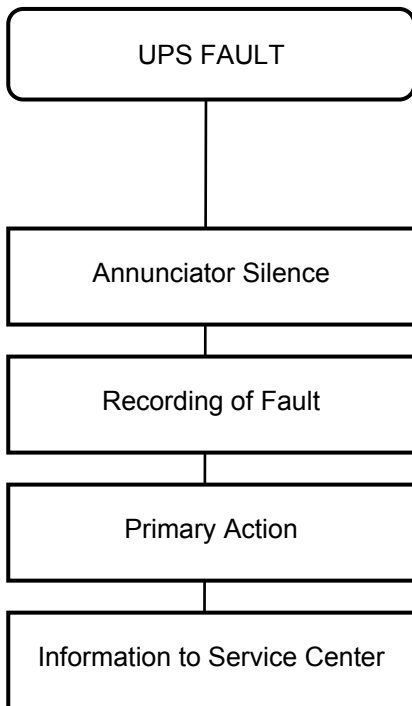 UPS FAULT
Annunciator Silence
Recording of Fault
Primary Action
Information to Service Center